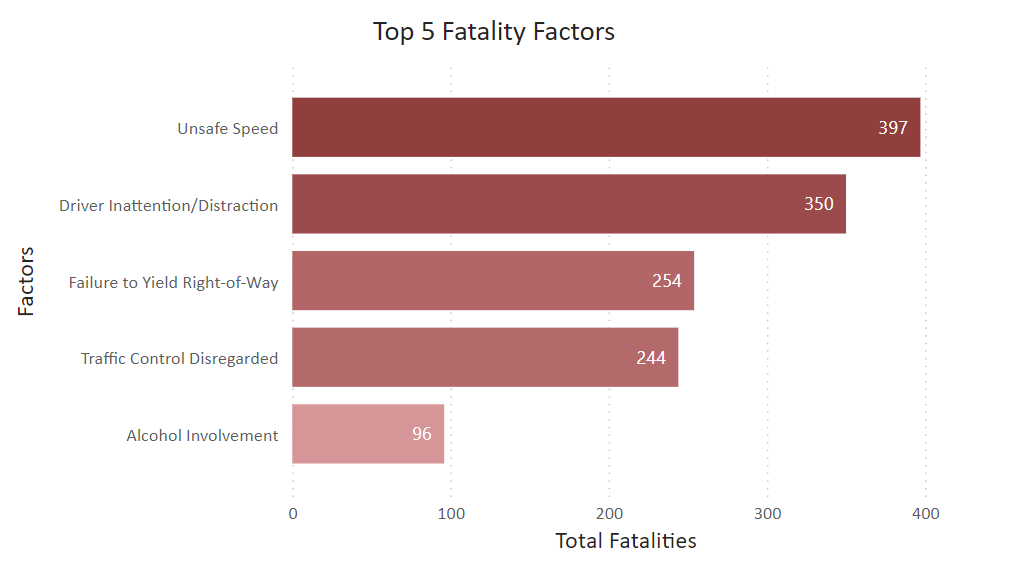 Top 5 Fatality Factors
Factors
Unsafe Speed 397
Driver Inattention/Distraction 350
Failure to Yield Right-of-Way 254
Traffic Control Disregarded 244
Alcohol Involvement 96
0 100 200 300 400
Total Fatalities